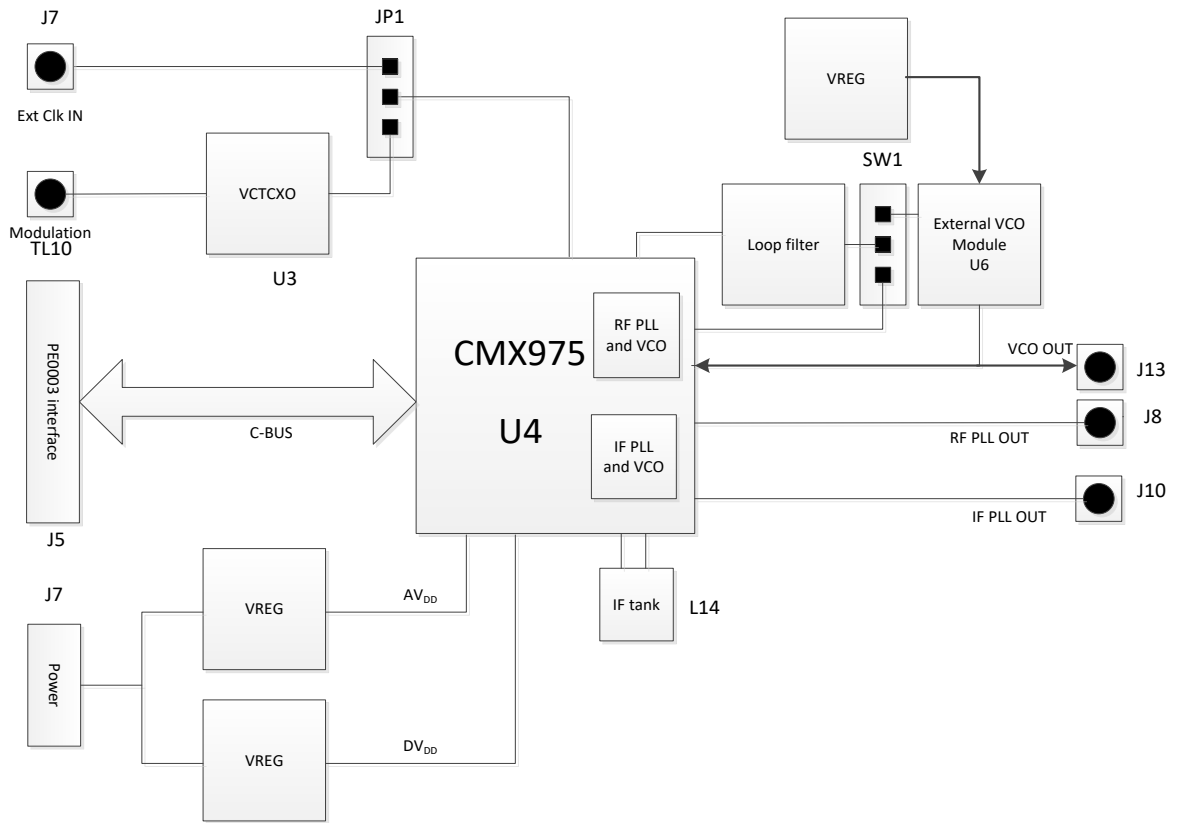 J7
JP1
Ext Clk IN
VREG
SW1
VCTCXO
Modulation
TL10
U3
Loop filter
External VCO
Module
U6
RF PLL
and VCO
CMX975
U4
VCO OUT
J13
J8
PE0003 interface
C-BUS
IF PLL
and VCO
RF PLL OUT
J10
IF PLL OUT
J5
J7
VREG
AVDD
IF tank
L14
Power
VREG
DVDD